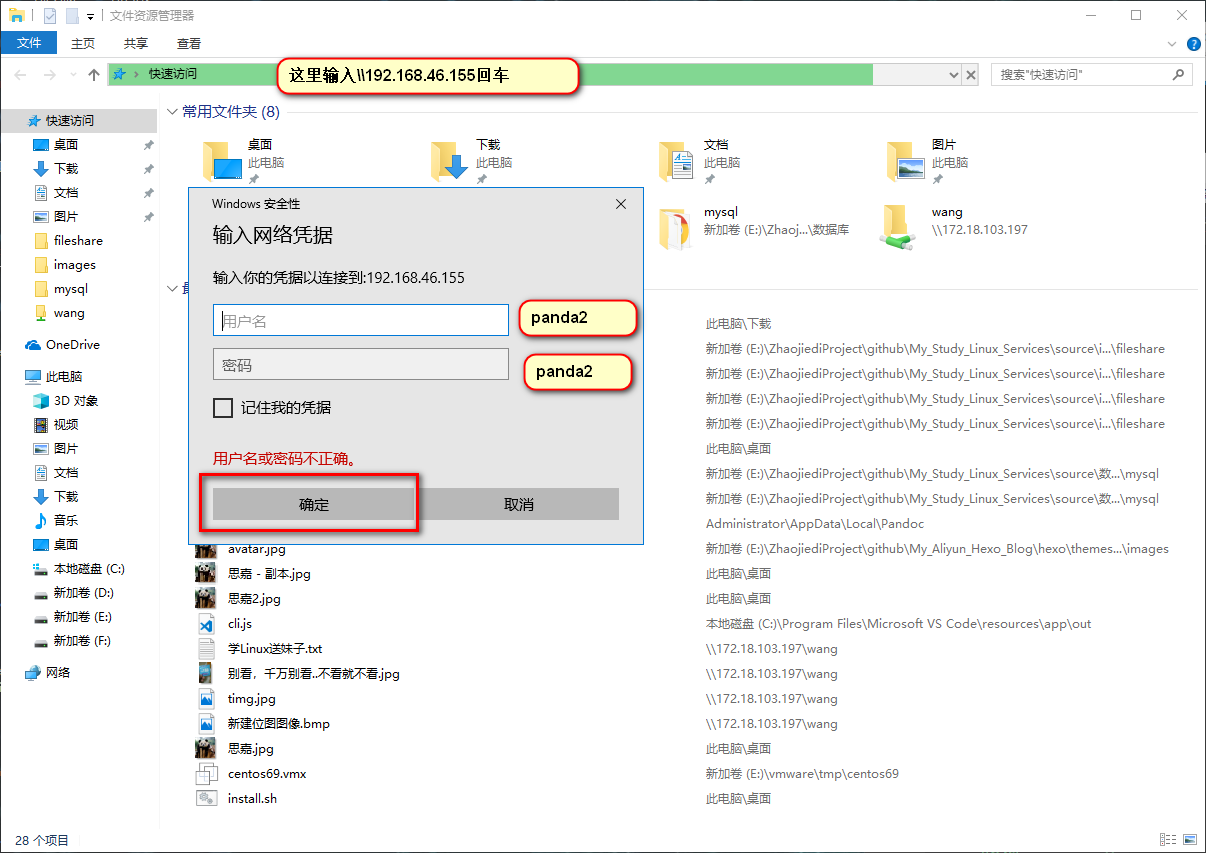 文件资源管理器
文件 主页 共享 查看
快速访问
这里输入\\192.168.46.155回车
搜索"快速访问"
快速访问
桌面
下载
文档
图片
fileshare
images
mysql
wang
OneDrive
此电脑
3D 对象
视频
图片
文档
下载
音乐
桌面
本地磁盘 (C:)
新加卷 (D:)
新加卷 (E:)
新加卷 (F:)
网络
常用文件夹 (8)
桌面
此电脑
下载
此电脑
文档
此电脑
图片
此电脑
mysql
新加卷 (E:)\Zhaoj...\数据库
wang
\\172.18.103.197
Windows 安全性
输入网络凭据
输入你的凭据以连接到:192.168.46.155
用户名
panda2
密码
panda2
记住我的凭据
用户名或密码不正确。
确定 取消
此电脑\下载
新加卷 (E:)\ZhaojiediProject\github\My_Study_Linux_Services\source\i...\fileshare
新加卷 (E:)\ZhaojiediProject\github\My_Study_Linux_Services\source\i...\fileshare
新加卷 (E:)\ZhaojiediProject\github\My_Study_Linux_Services\source\i...\fileshare
新加卷 (E:)\ZhaojiediProject\github\My_Study_Linux_Services\source\i...\fileshare
此电脑\桌面
新加卷 (E:)\ZhaojiediProject\github\My_Study_Linux_Services\source\数...\mysql
新加卷 (E:)\ZhaojiediProject\github\My_Study_Linux_Services\source\数...\mysql
Administrator\AppData\Local\Pandoc
avatar.jpg 新加卷 (E:)\ZhaojiediProject\github\My_Aliyun_Hexo_Blog\hexo\themes...\images
思嘉 - 副本.jpg 此电脑\桌面
思嘉2.jpg 此电脑\桌面
cli.js 本地磁盘 (C:)\Program Files\Microsoft VS Code\resources\app\out
学Linux送妹子.txt \\172.18.103.197\wang
别看，千万别看..不看就不看.jpg \\172.18.103.197\wang
timg.jpg \\172.18.103.197\wang
新建位图图像.bmp \\172.18.103.197\wang
思嘉.jpg 此电脑\桌面
centos69.vmx 新加卷 (E:)\vmware\tmp\centos69
install.sh 此电脑\桌面
28 个项目